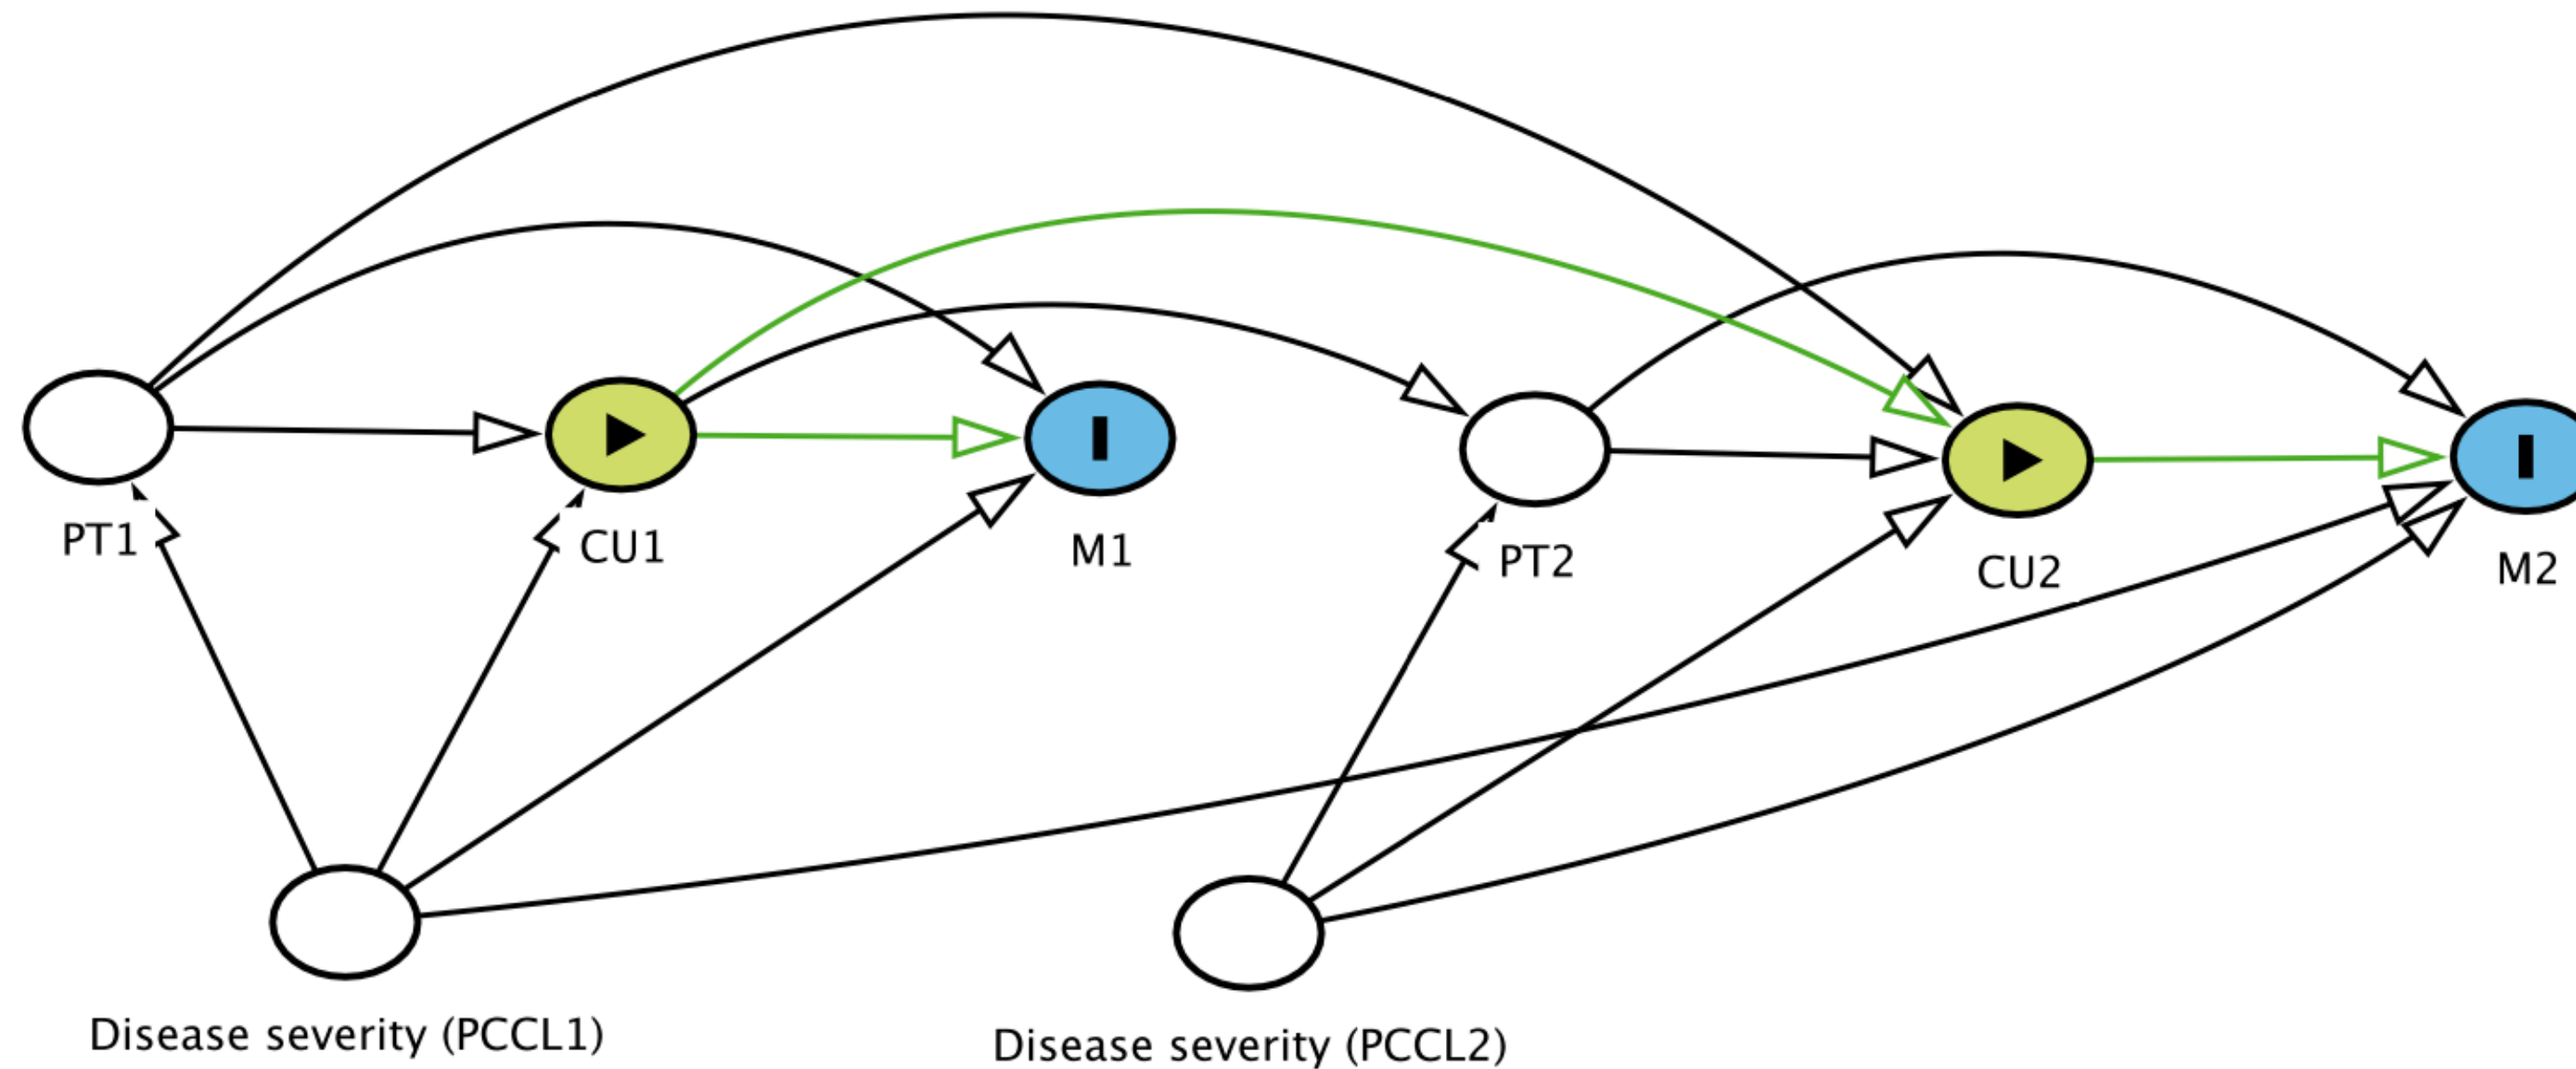 PT1
CU1
M1
PT2
CU2
M2
Disease severity (PCCL1)
Disease severity (PCCL2)